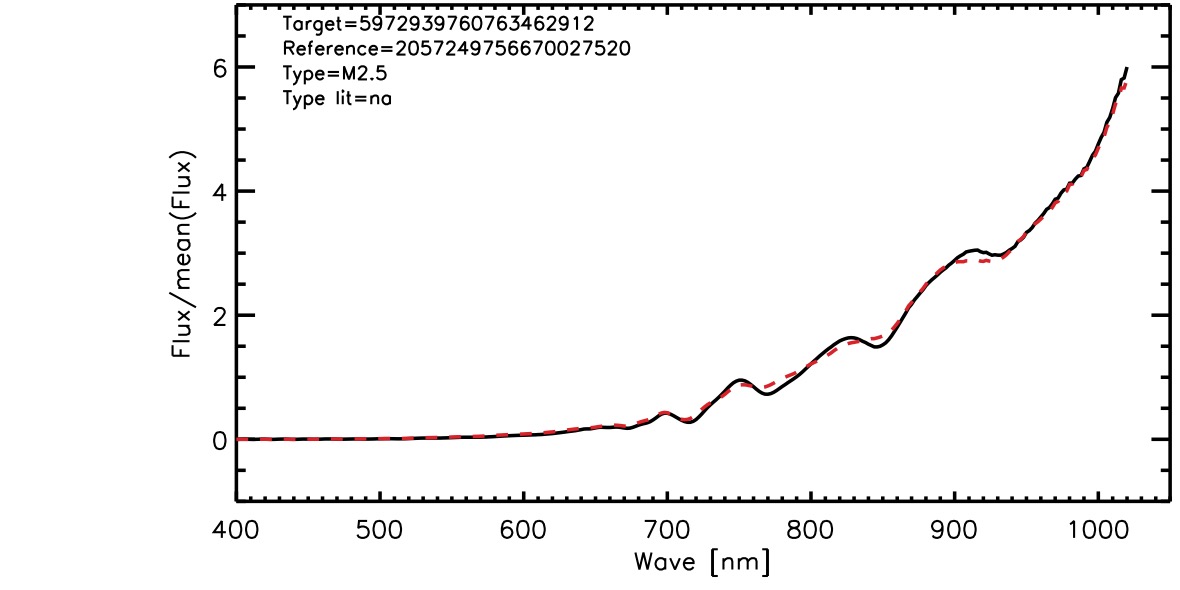 Target=5972939760763462912
Reference=2057249756670027520
Type=M2.5
Type lit=na
Flux/mean(Flux)
6
4
2
0
400 500 600 700 800 900 1000
Wave [nm]